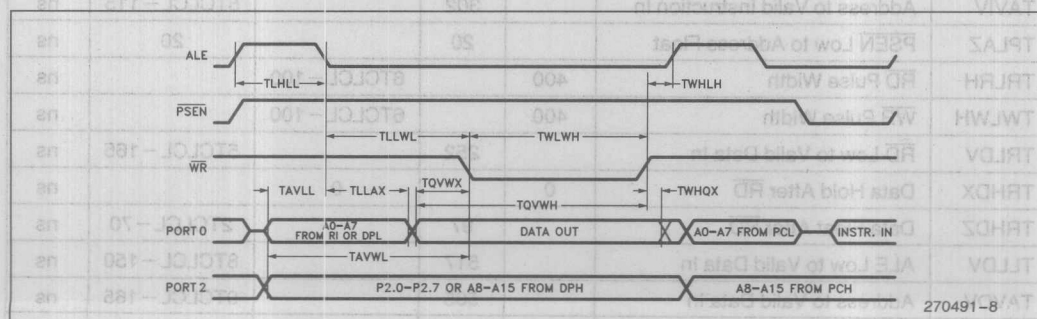 ALE
TLHLL
TWHLH
PSEN
TLLWL
TWLWH
WR
TAVLL
TLLAX
TQVWX
TWHQX
TQVWH
PORT 0
A0-A7
FROM RI OR DPL
DATA OUT
A0-A7 FROM PCL
INSTR. IN
TAVWL
PORT 2
P2.0-P2.7 OR A8-A15 FROM DPH
A8-A15 FROM PCH
270491-8